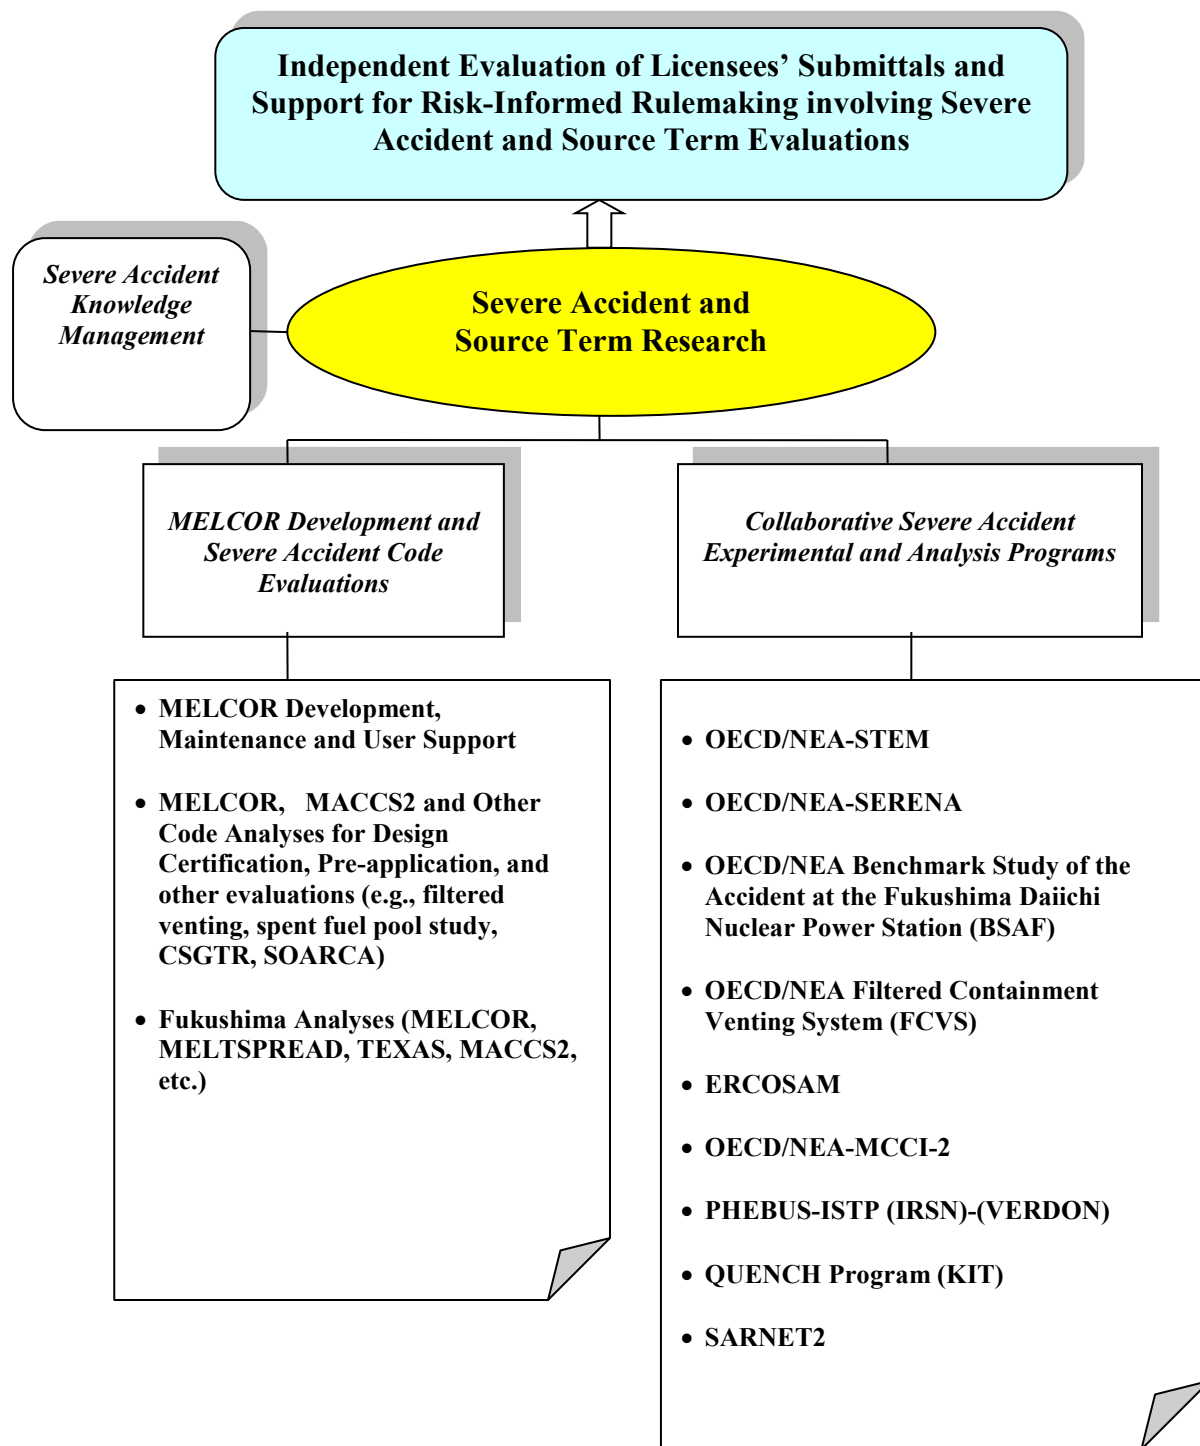 Independent Evaluation of Licensees’ Submittals and
Support for Risk-Informed Rulemaking involving Severe
Accident and Source Term Evaluations
Severe Accident
Knowledge
Management
Severe Accident and
Source Term Research
MELCOR Development and
Severe Accident Code
Evaluations
Collaborative Severe Accident
Experimental and Analysis Programs
• MELCOR Development,
Maintenance and User Support
• MELCOR, MACCS2 and Other
Code Analyses for Design
Certification, Pre-application, and
other evaluations (e.g., filtered
venting, spent fuel pool study,
CSGTR, SOARCA)
• Fukushima Analyses (MELCOR,
MELTSPREAD, TEXAS, MACCS2,
etc.)
• OECD/NEA-STEM
• OECD/NEA-SERENA
• OECD/NEA Benchmark Study of the
Accident at the Fukushima Daiichi
Nuclear Power Station (BSAF)
• OECD/NEA Filtered Containment
Venting System (FCVS)
• ERCOSAM
• OECD/NEA-MCCI-2
• PHEBUS-ISTP (IRSN)-(VERDON)
• QUENCH Program (KIT)
• SARNET2